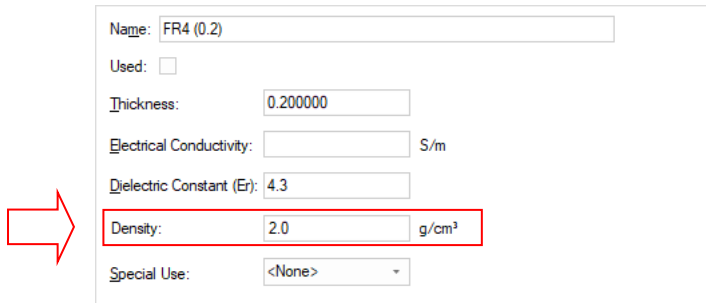 Name: FR4 (0.2)
Used:
Thickness: 0.200000
Electrical Conductivity: S/m
Dielectric Constant (Er): 4.3
Density: 2.0 g/cm³
Special Use: <None>